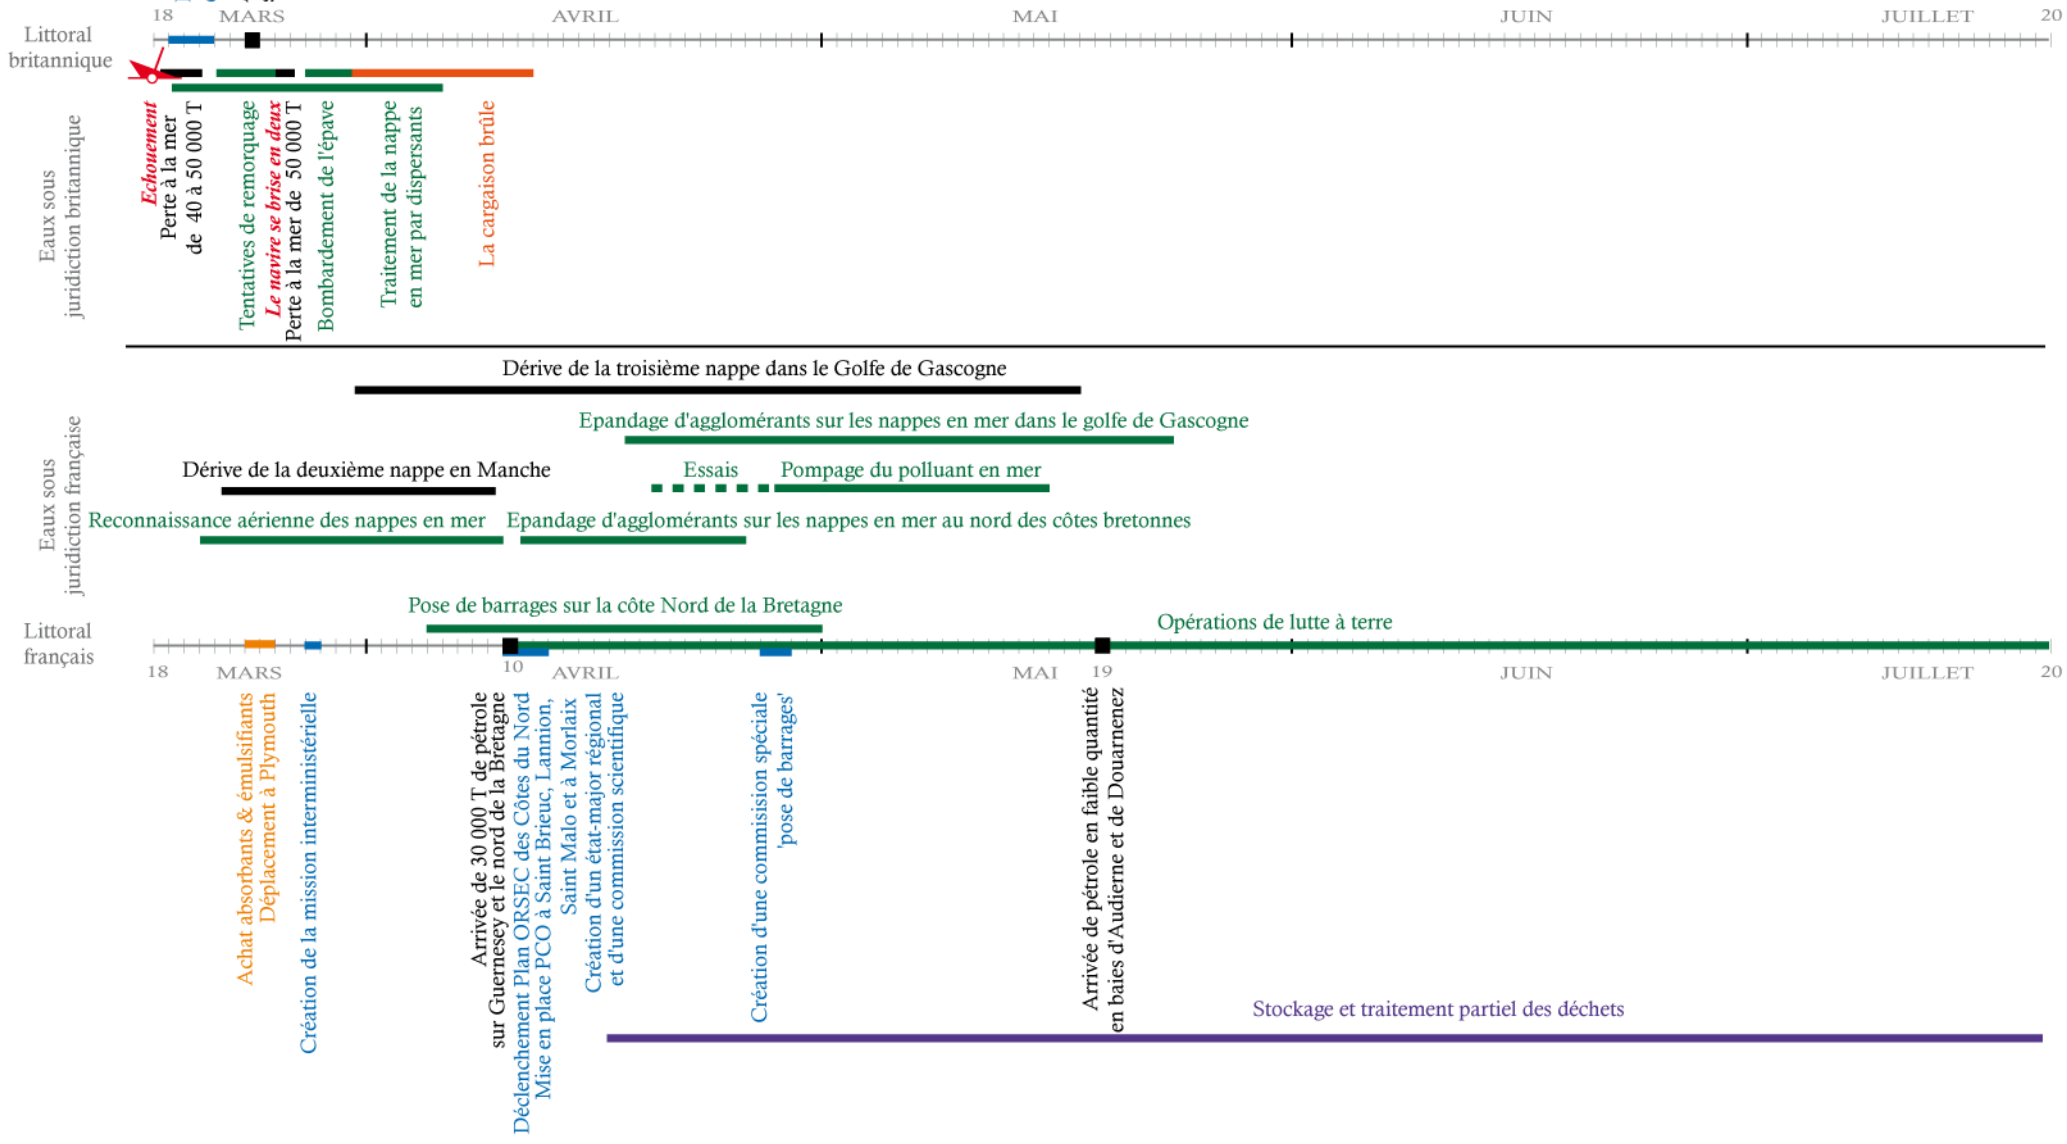 18 MARS AVRIL MAI JUIN JUILLET 20
Littoral
britannique
Eaux sous
juridiction britannique
Echouement
Perte à la mer
de 40 à 50 000 T
Tentatives de remorquage
Le navire se brise en deux
Perte à la mer de 50 000 T
Bombardement de l'épave
Traitement de la nappe
en mer par dispersants
La cargaison brûle
Eaux sous
juridiction française
Dérive de la troisième nappe dans le Golfe de Gascogne
Epandage d'agglomérants sur les nappes en mer dans le golfe de Gascogne
Dérive de la deuxième nappe en Manche
Essais
Pompage du polluant en mer
Reconnaissance aérienne des nappes en mer
Epandage d'agglomérants sur les nappes en mer au nord des côtes bretonnes
Pose de barrages sur la côte Nord de la Bretagne
Opérations de lutte à terre
Littoral
français
18 MARS 10 AVRIL MAI 19 JUIN JUILLET 20
Achat absorbants & émulsifiants
Déplacement à Plymouth
Création de la mission interministérielle
Arrivée de 30 000 T de pétrole
sur Guernesey et le nord de la Bretagne
Déclenchement Plan ORSEC des Côtes du Nord
Mise en place PCO à Saint Brieuc, Lannion,
Saint Malo et à Morlaix
Création d'un état-major régional
et d'une commission scientifique
Création d'une commisision spéciale
'pose de barrages'
Arrivée de pétrole en faible quantité
en baies d'Audierne et de Douarnenez
Stockage et traitement partiel des déchets